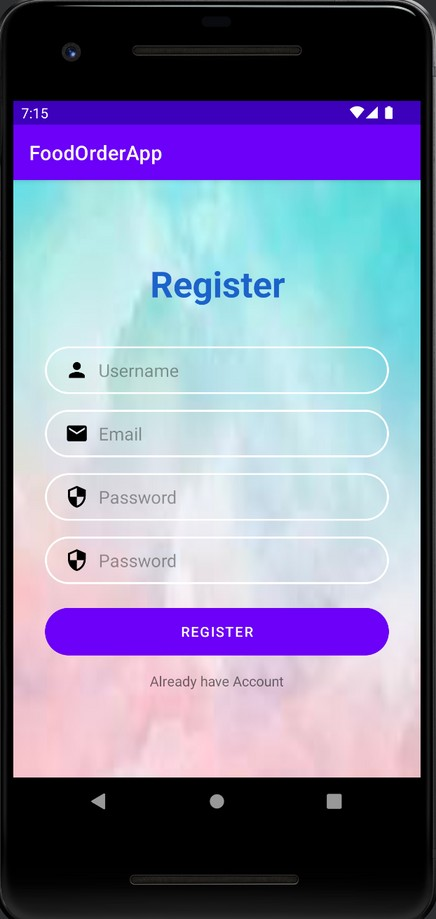 7:15
FoodOrderApp
Register
Username
Email
Password
Password
REGISTER
Already have Account